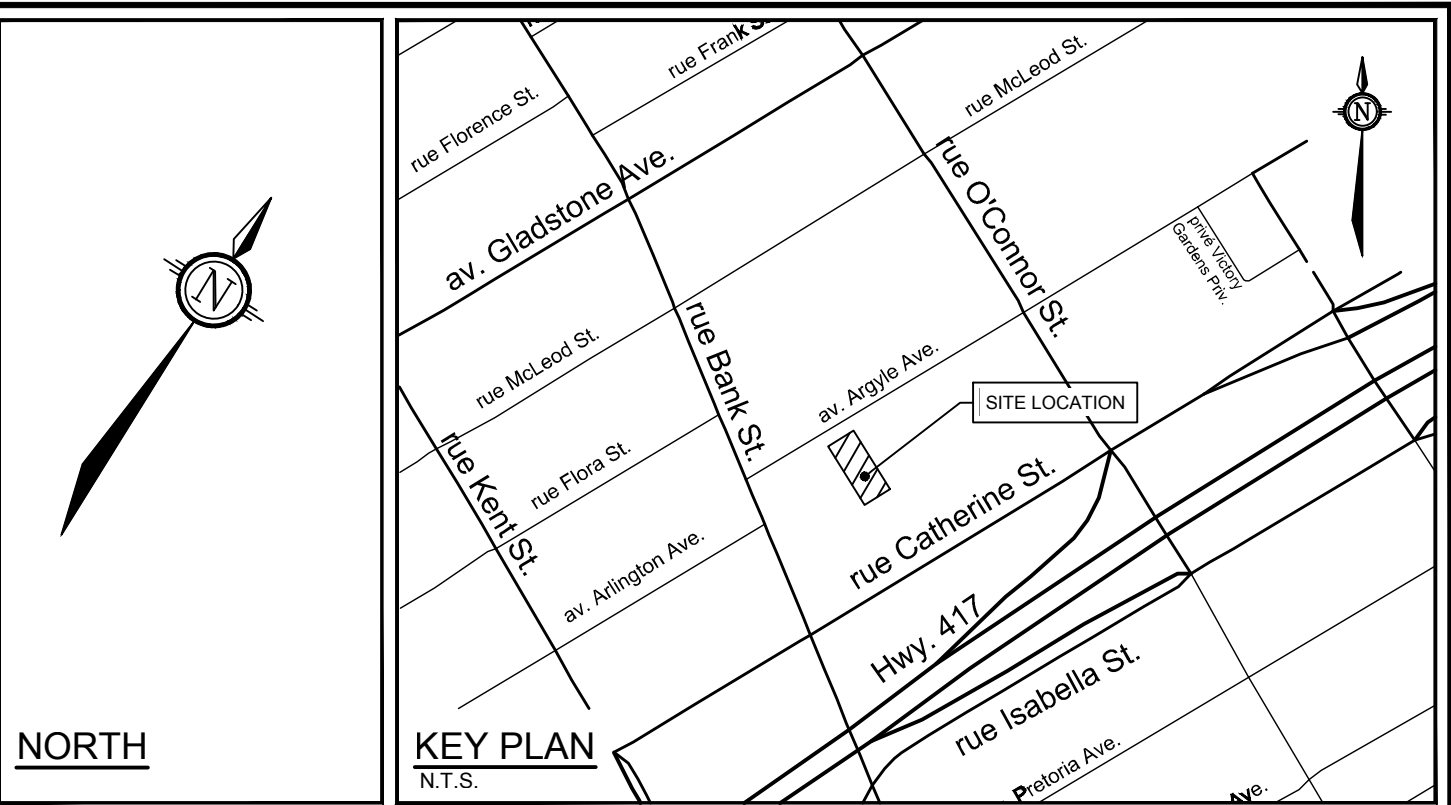 N
NORTH
rue Frank S
rue McLeod St.
rue Florence St.
N
av. Gladstone Ave.
rue O'Connor St.
privé Victory
Gardens Priv.
rue McLeod St.
rue Bank St.
av. Argyle Ave.
SITE LOCATION
rue Kent St.
rue Flora St.
rue Catherine St.
av. Arlington Ave.
Hwy. 417
rue Isabella St.
KEY PLAN
N.T.S.
Pretoria Ave.
Ave.